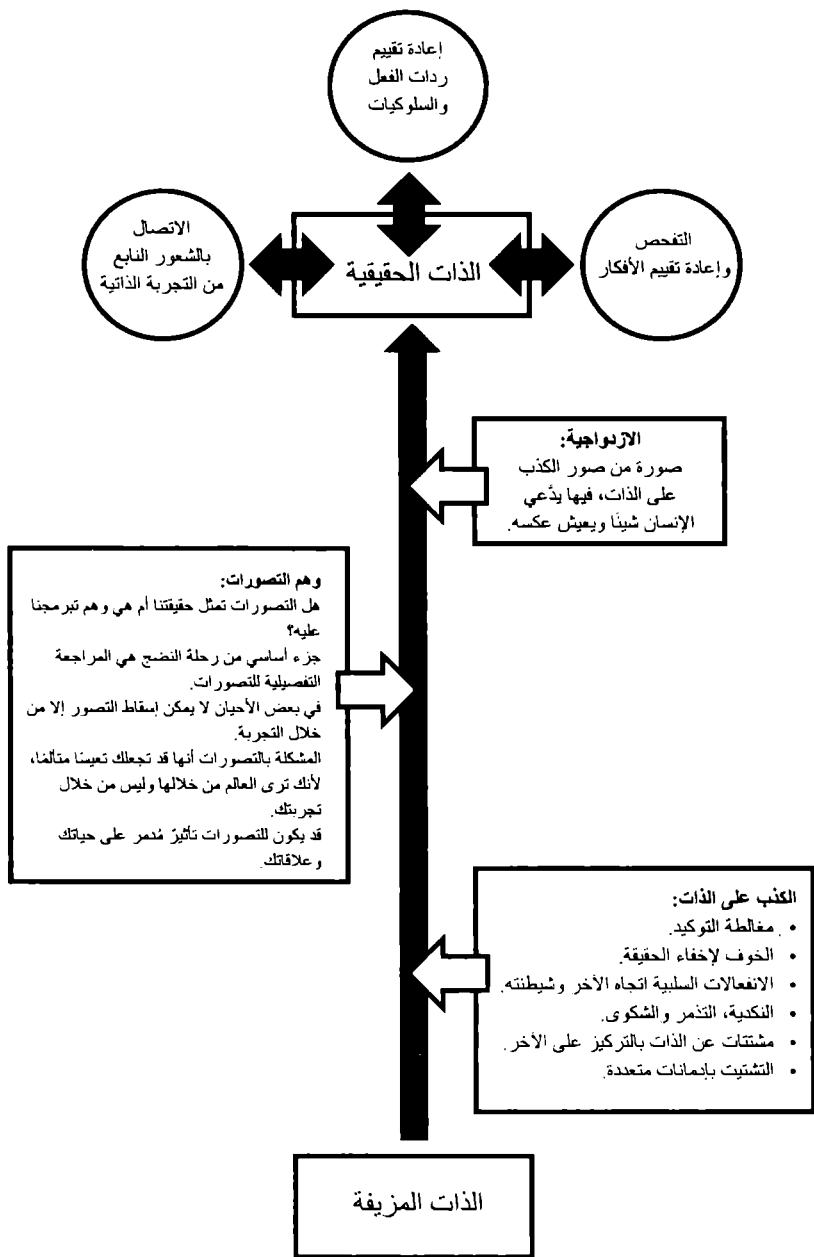 إعادة تقييم
ردات الفعل
والسلوكيات
التفحص
وإعادة تقييم الأفكار
الذات الحقيقية
الاتصال
بالشعور النابع
من التجربة الذاتية
الازدواجية:
صورة من صور الكذب
على الذات، فيها يدَّعي
الإنسان شيئًا ويعيش عكسه.
وهم التصورات:
هل التصورات تمثل حقيقتنا أم هي وهم تبرمجنا
عليه؟
جزء أساسي من رحلة النضج هي المراجعة
التفصيلية للتصورات.
في بعض الأحيان لا يمكن إسقاط التصور إلا من
خلال التجربة.
المشكلة بالتصورات أنها قد تجعلك تعيسًا متألمًا،
لأنك ترى العالم من خلالها وليس من خلال
تجربتك.
قد يكون للتصورات تأثيرٌ مُدمر على حياتك
وعلاقاتك.
الكذب على الذات:
• مغالطة التوكيد.
• الخوف لإخفاء الحقيقة.
• الانفعالات السلبية اتجاه الآخر وشيطنته.
• النكدية، التذمر والشكوى.
• مشتتات عن الذات بالتركيز على الآخر.
• التشتيت بإدمانات متعددة.
الذات المزيفة